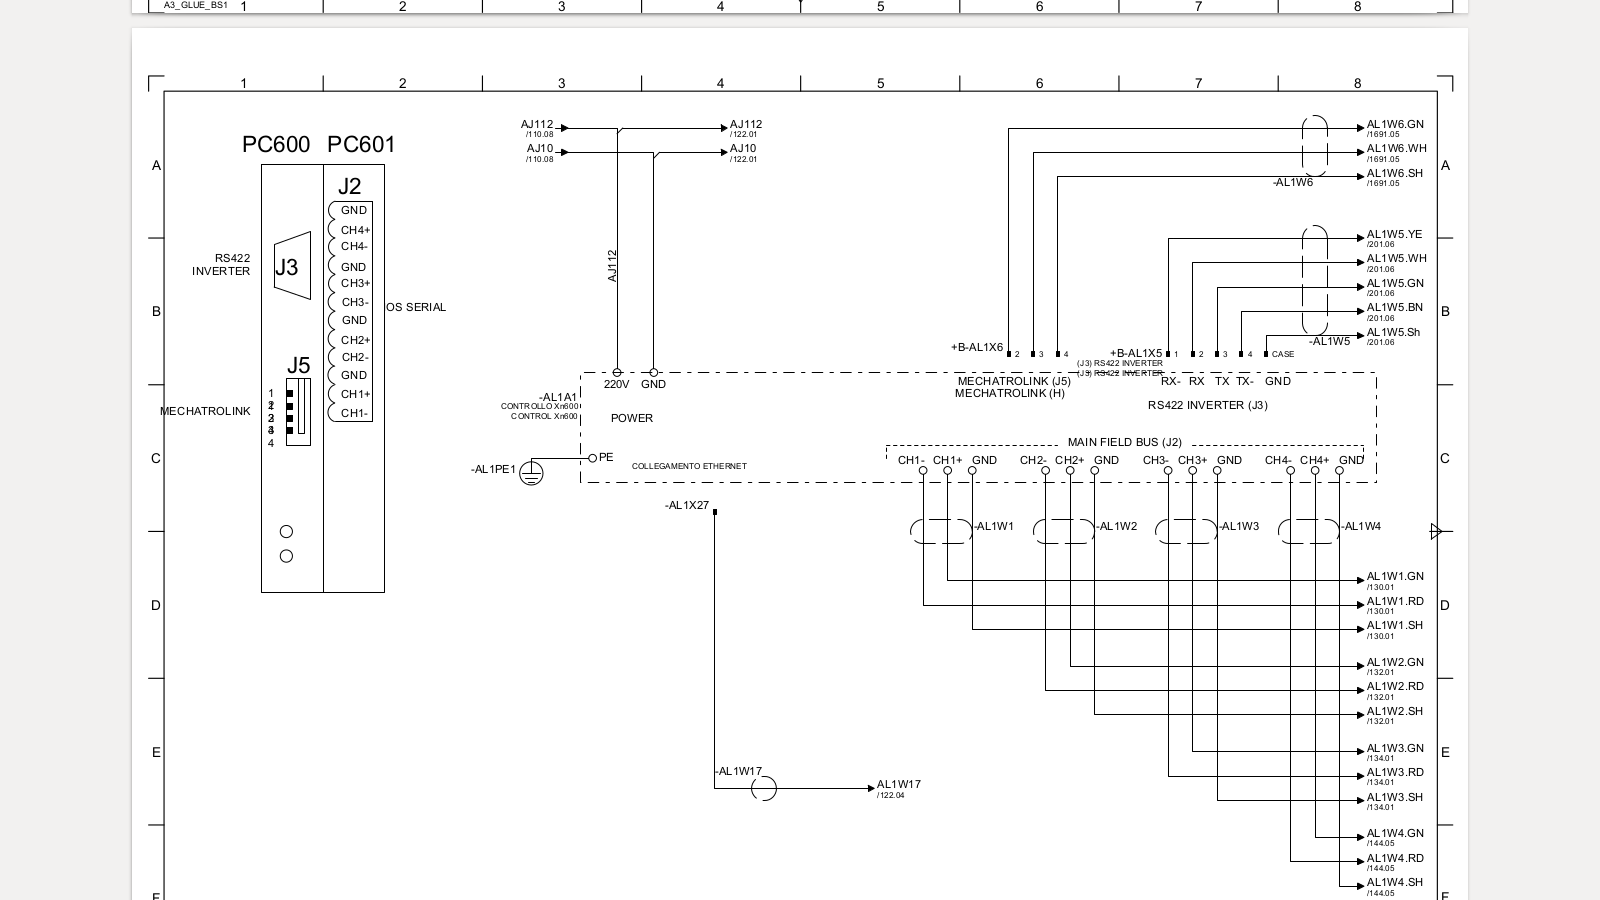 A3_GLUE_BS1
1 2 3 4 5 6 7 8
1 2 3 4 5 6 7 8
A
B
C
D
E
F
PC600 PC601
J2
GND
CH4+
CH4-
GND
CH3+
CH3-
GND
CH2+
CH2-
GND
CH1+
CH1-
RS422
INVERTER
J3
OS SERIAL
J5
MECHATROLINK
1
2
3
4
AJ112
/110.08
AJ10
/110.08
AJ112
/122.01
AJ10
/122.01
AJ112
220V GND
POWER
-AL1A1
CONTROLLO Xn600
CONTROL Xn600
-AL1PE1
PE
COLLEGAMENTO ETHERNET
-AL1X27
-AL1W17
AL1W17
/122.04
AL1W6.GN
/1691.05
AL1W6.WH
/1691.05
AL1W6.SH
/1691.05
-AL1W6
AL1W5.YE
/201.06
AL1W5.WH
/201.06
AL1W5.GN
/201.06
AL1W5.BN
/201.06
AL1W5.Sh
/201.06
-AL1W5
+B-AL1X6 2 3 4
+B-AL1X5 1 2 3 4 CASE
(J3) RS422 INVERTER
(J3) RS422 INVERTER
MECHATROLINK (J5)
MECHATROLINK (H)
RX- RX TX TX- GND
RS422 INVERTER (J3)
MAIN FIELD BUS (J2)
CH1- CH1+ GND CH2- CH2+ GND CH3- CH3+ GND CH4- CH4+ GND
-AL1W1 -AL1W2 -AL1W3 -AL1W4
AL1W1.GN
/130.01
AL1W1.RD
/130.01
AL1W1.SH
/130.01
AL1W2.GN
/132.01
AL1W2.RD
/132.01
AL1W2.SH
/132.01
AL1W3.GN
/134.01
AL1W3.RD
/134.01
AL1W3.SH
/134.01
AL1W4.GN
/144.05
AL1W4.RD
/144.05
AL1W4.SH
/144.05
A
B
C
D
E
F